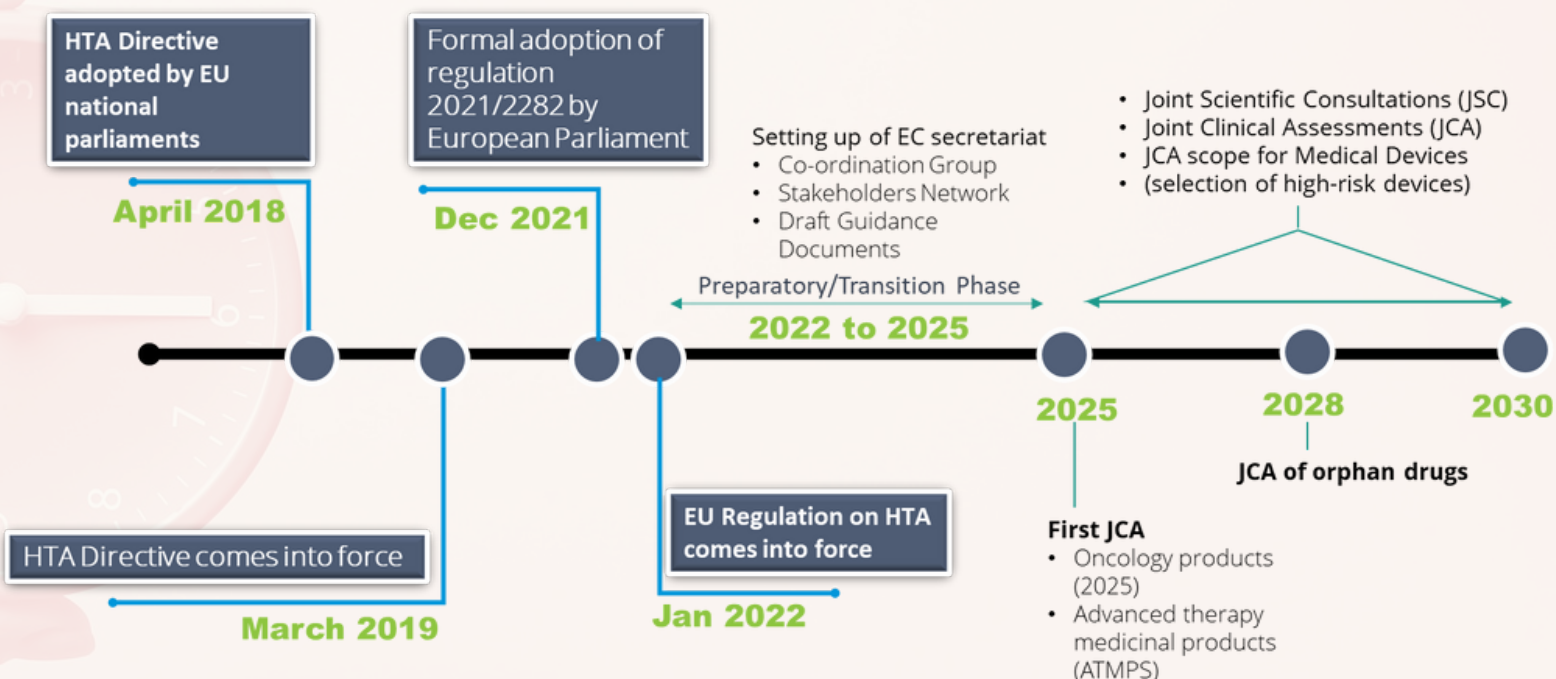 HTA Directive
adopted by EU
national
parliaments
April 2018
Formal adoption of
regulation
2021/2282 by
European Parliament
Dec 2021
Setting up of EC secretariat
• Co-ordination Group
• Stakeholders Network
• Draft Guidance
Documents
Preparatory/Transition Phase
2022 to 2025
• Joint Scientific Consultations (JSC)
• Joint Clinical Assessments (JCA)
• JCA scope for Medical Devices
• (selection of high-risk devices)
2025
2028
2030
JCA of orphan drugs
HTA Directive comes into force
March 2019
EU Regulation on HTA
comes into force
Jan 2022
First JCA
• Oncology products
(2025)
• Advanced therapy
medicinal products
(ATMPS)
6
7
8